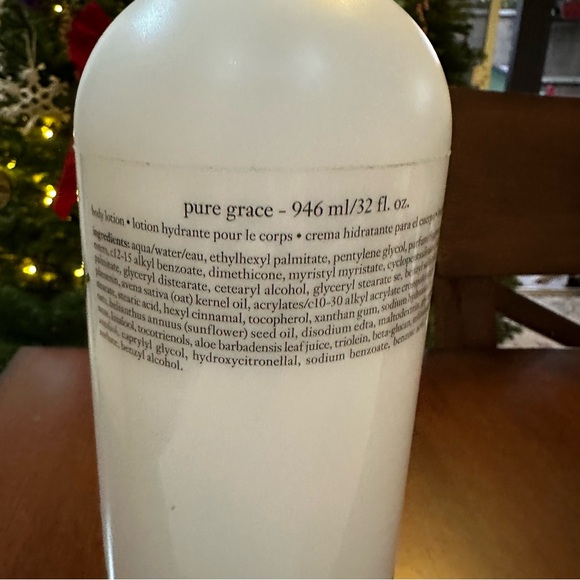 pure grace - 946 ml/32 fl. oz.
body lotion • lotion hydrante pour le corps • crema hidratante para el cuerpo
ingredients: aqua/water/eau, ethylhexyl palmitate, pentylene glycol,
c12-15 alkyl benzoate, dimethicone, myristyl myristate,
glyceryl distearate, cetearyl alcohol, glyceryl stearate se,
avena sativa (oat) kernel oil, acrylates/c10-30 alkyl acrylate
stearic acid, hexyl cinnamal, tocopherol, xanthan gum, sodium
helianthus annuus (sunflower) seed oil, disodium edta,
tocotrienols, aloe barbadensis leaf juice, triolein, beta-glucan,
caprylyl glycol, hydroxycitronellal, sodium benzoate,
benzyl alcohol.